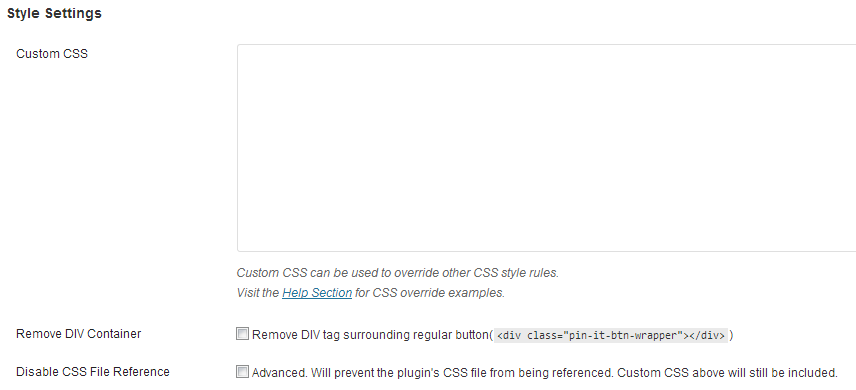 Style Settings
Custom CSS
Custom CSS can be used to override other CSS style rules.
Visit the Help Section for CSS override examples.
Remove DIV Container
Remove DIV tag surrounding regular button( <div class="pin-it-btn-wrapper"></div> )
Disable CSS File Reference
Advanced. Will prevent the plugin's CSS file from being referenced. Custom CSS above will still be included.